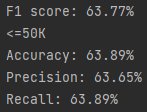 F1 score: 63.77%
<=50K
Accuracy: 63.89%
Precision: 63.65%
Recall: 63.89%